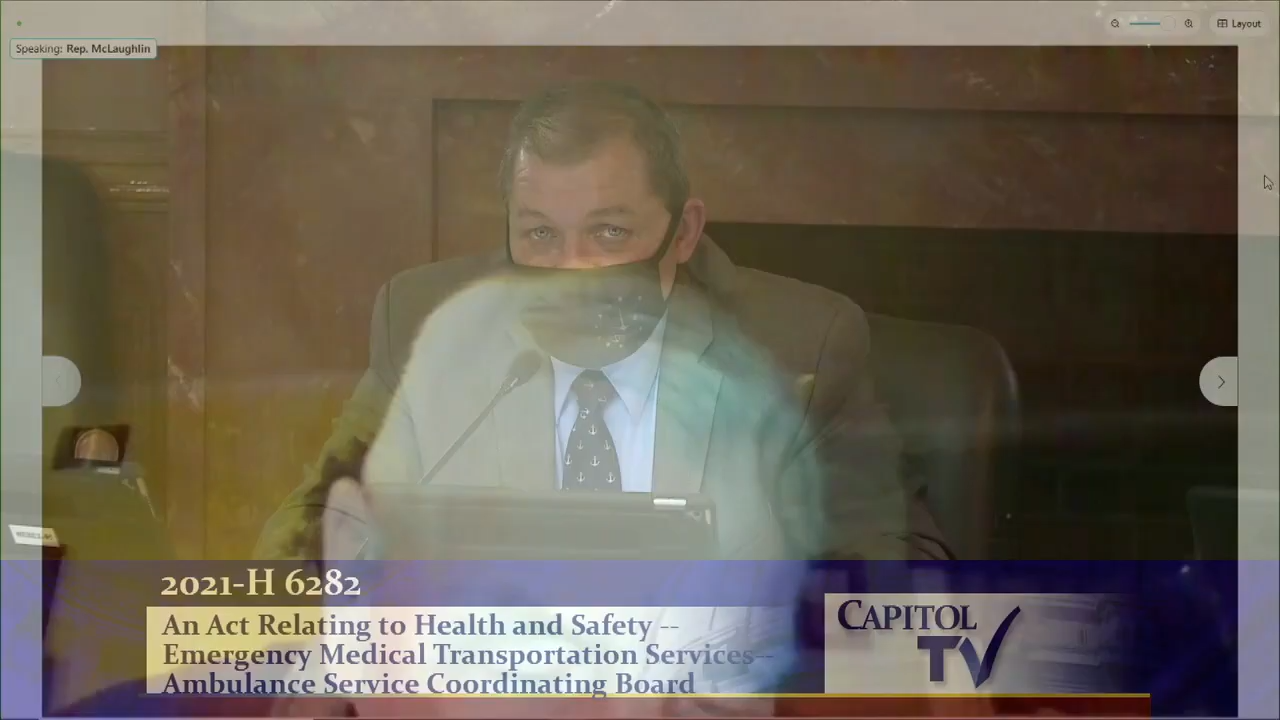 Speaking: Rep. McLaughlin
Layout
2021-H 6282
An Act Relating to Health and Safety --
Emergency Medical Transportation Services--
Ambulance Service Coordinating Board
CAPITOL
TV